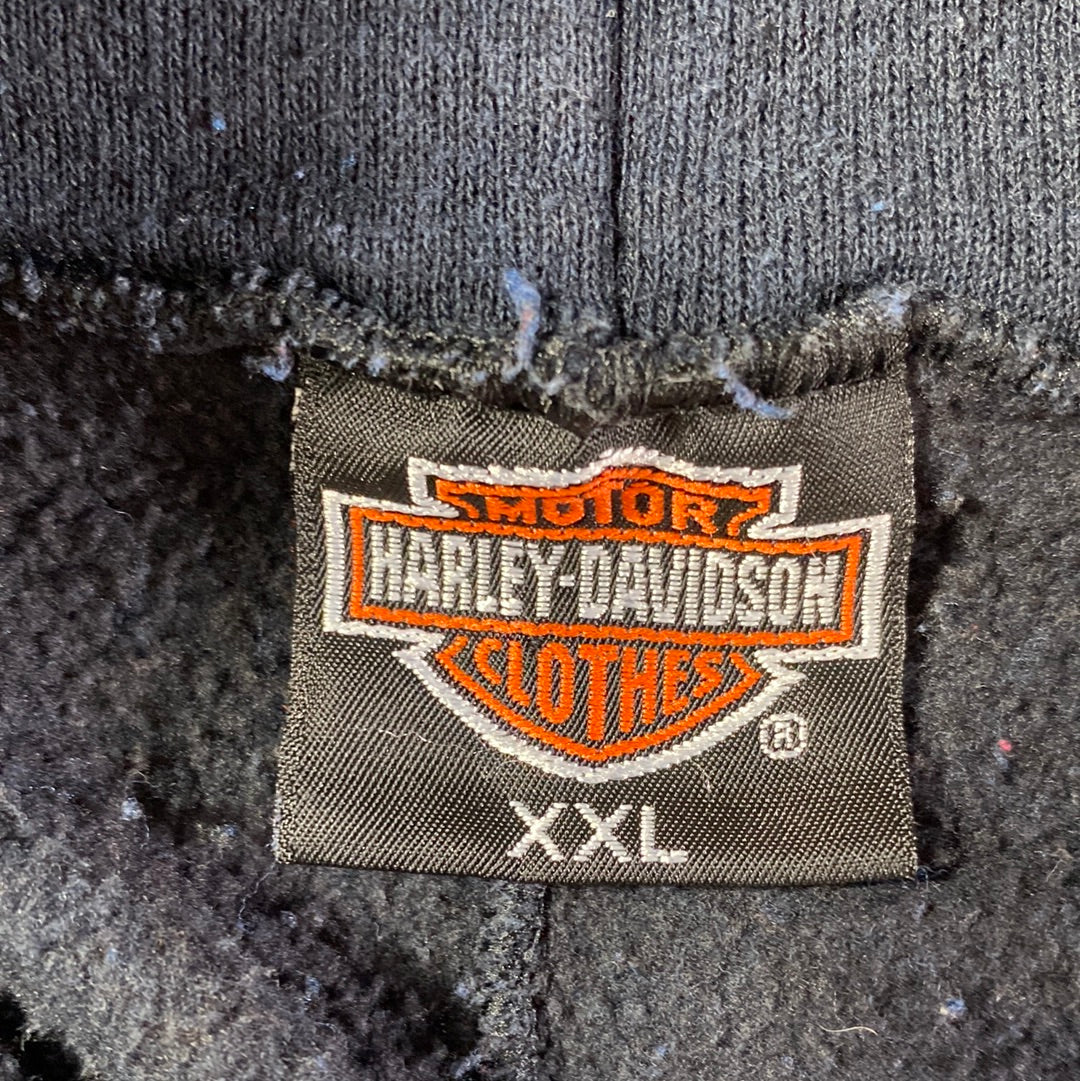 MOTOR
HARLEY-DAVIDSON
CLOTHES
®
XXL